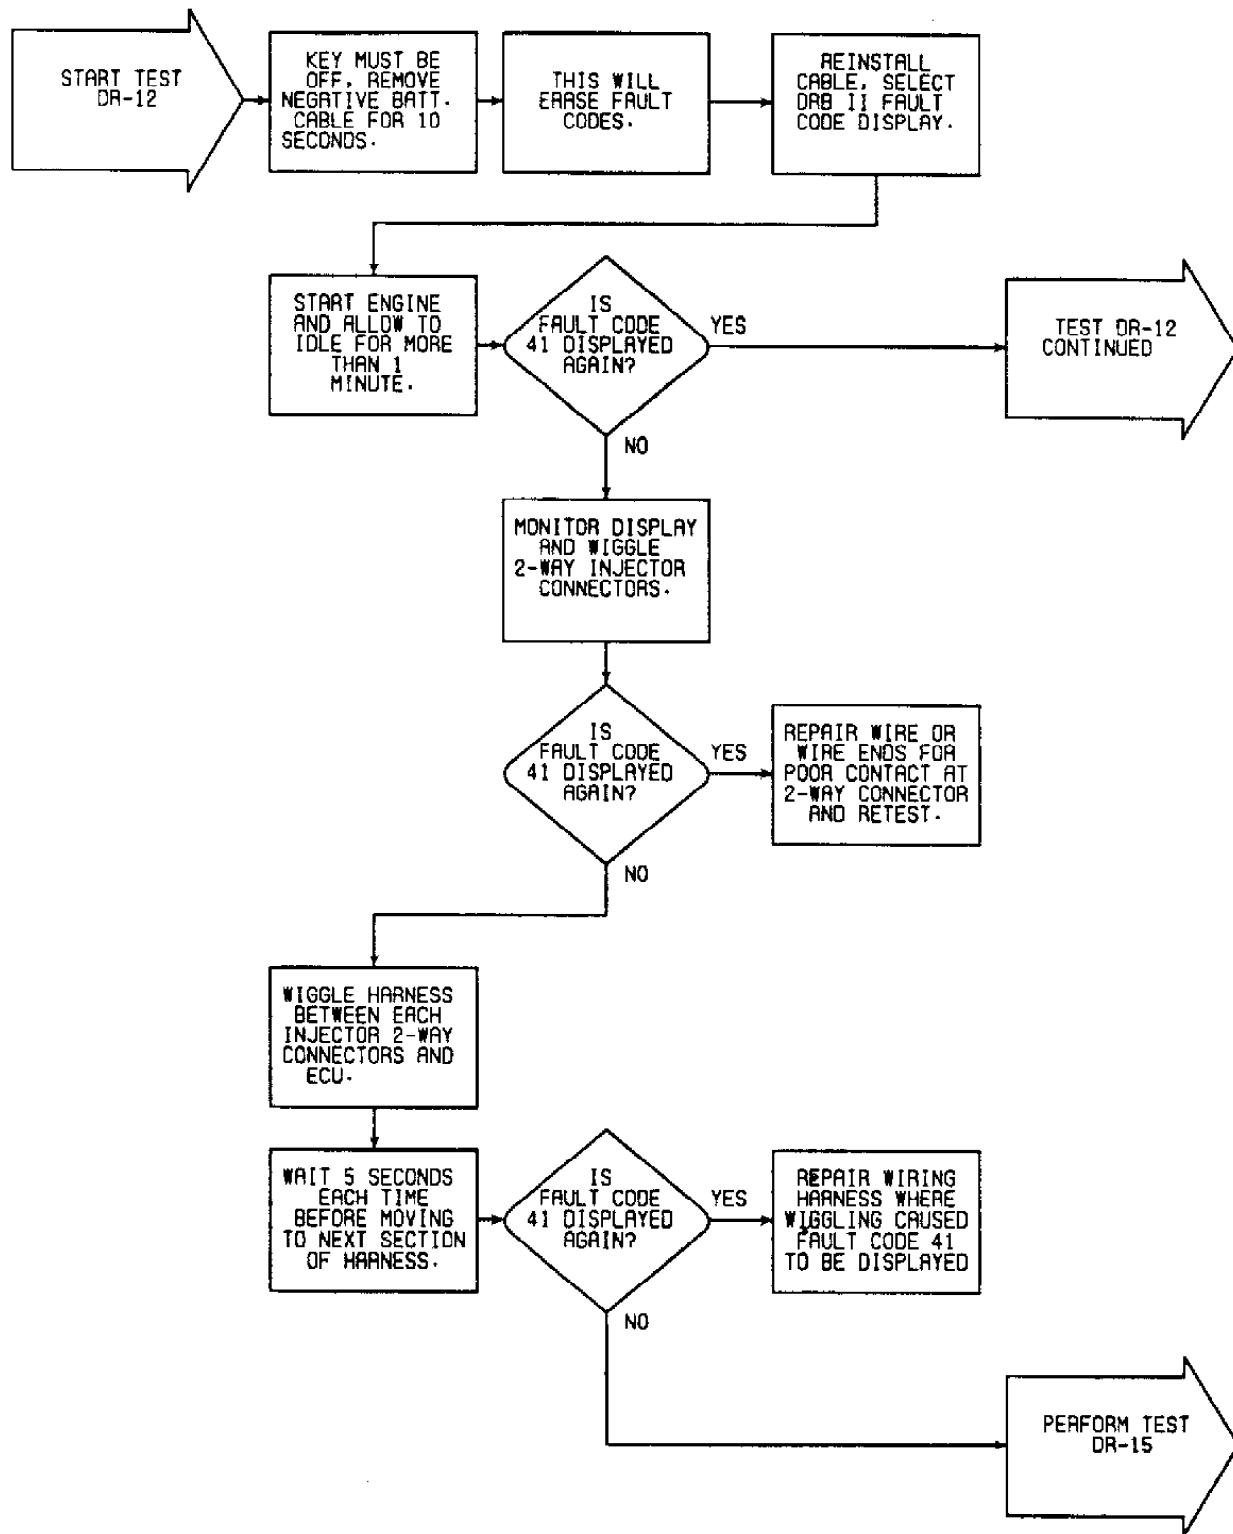 START TEST
DR-12
KEY MUST BE
OFF, REMOVE
NEGATIVE BATT.
CABLE FOR 10
SECONDS.
THIS WILL
ERASE FAULT
CODES.
REINSTALL
CABLE, SELECT
DRB II FAULT
CODE DISPLAY.
START ENGINE
AND ALLOW TO
IDLE FOR MORE
THAN 1
MINUTE.
IS
FAULT CODE
41 DISPLAYED
AGAIN?
YES
TEST DR-12
CONTINUED
NO
MONITOR DISPLAY
AND WIGGLE
2-WAY INJECTOR
CONNECTORS.
IS
FAULT CODE
41 DISPLAYED
AGAIN?
YES
REPAIR WIRE OR
WIRE ENDS FOR
POOR CONTACT AT
2-WAY CONNECTOR
AND RETEST.
NO
WIGGLE HARNESS
BETWEEN EACH
INJECTOR 2-WAY
CONNECTORS AND
ECU.
WAIT 5 SECONDS
EACH TIME
BEFORE MOVING
TO NEXT SECTION
OF HARNESS.
IS
FAULT CODE
41 DISPLAYED
AGAIN?
YES
REPAIR WIRING
HARNESS WHERE
WIGGLING CAUSED
FAULT CODE 41
TO BE DISPLAYED
NO
PERFORM TEST
DR-15